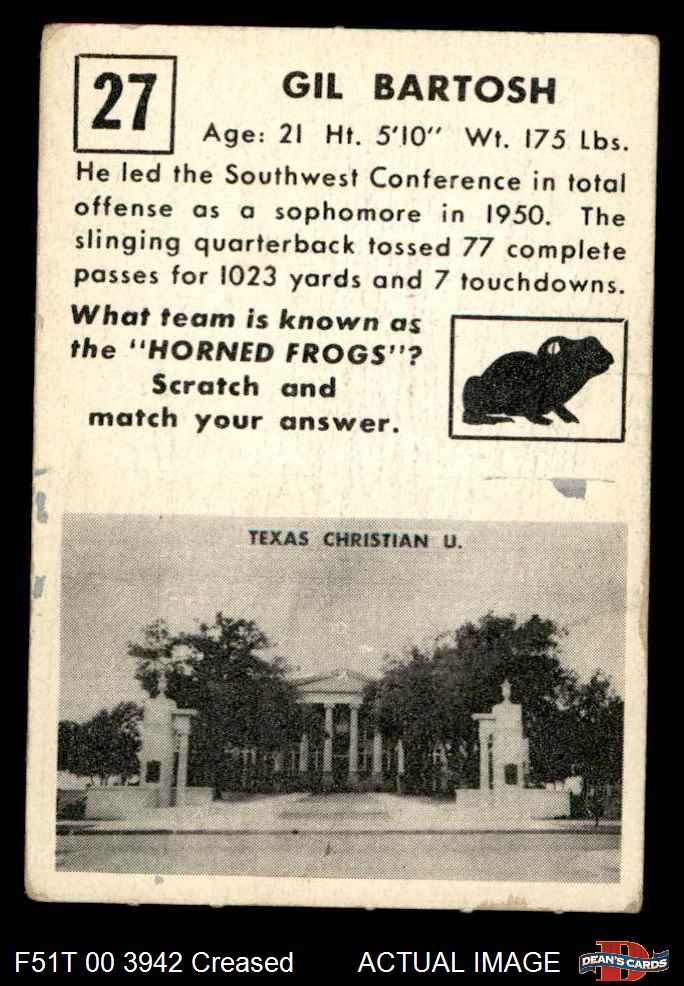 27
GIL BARTOSH
Age: 21 Ht. 5'10" Wt. 175 Lbs.
He led the Southwest Conference in total
offense as a sophomore in 1950. The
slinging quarterback tossed 77 complete
passes for 1023 yards and 7 touchdowns.
What team is known as
the "HORNED FROGS"?
Scratch and
match your answer.
TEXAS CHRISTIAN U.
F51T 00 3942 Creased
ACTUAL IMAGE
D
DEAN'S CARDS